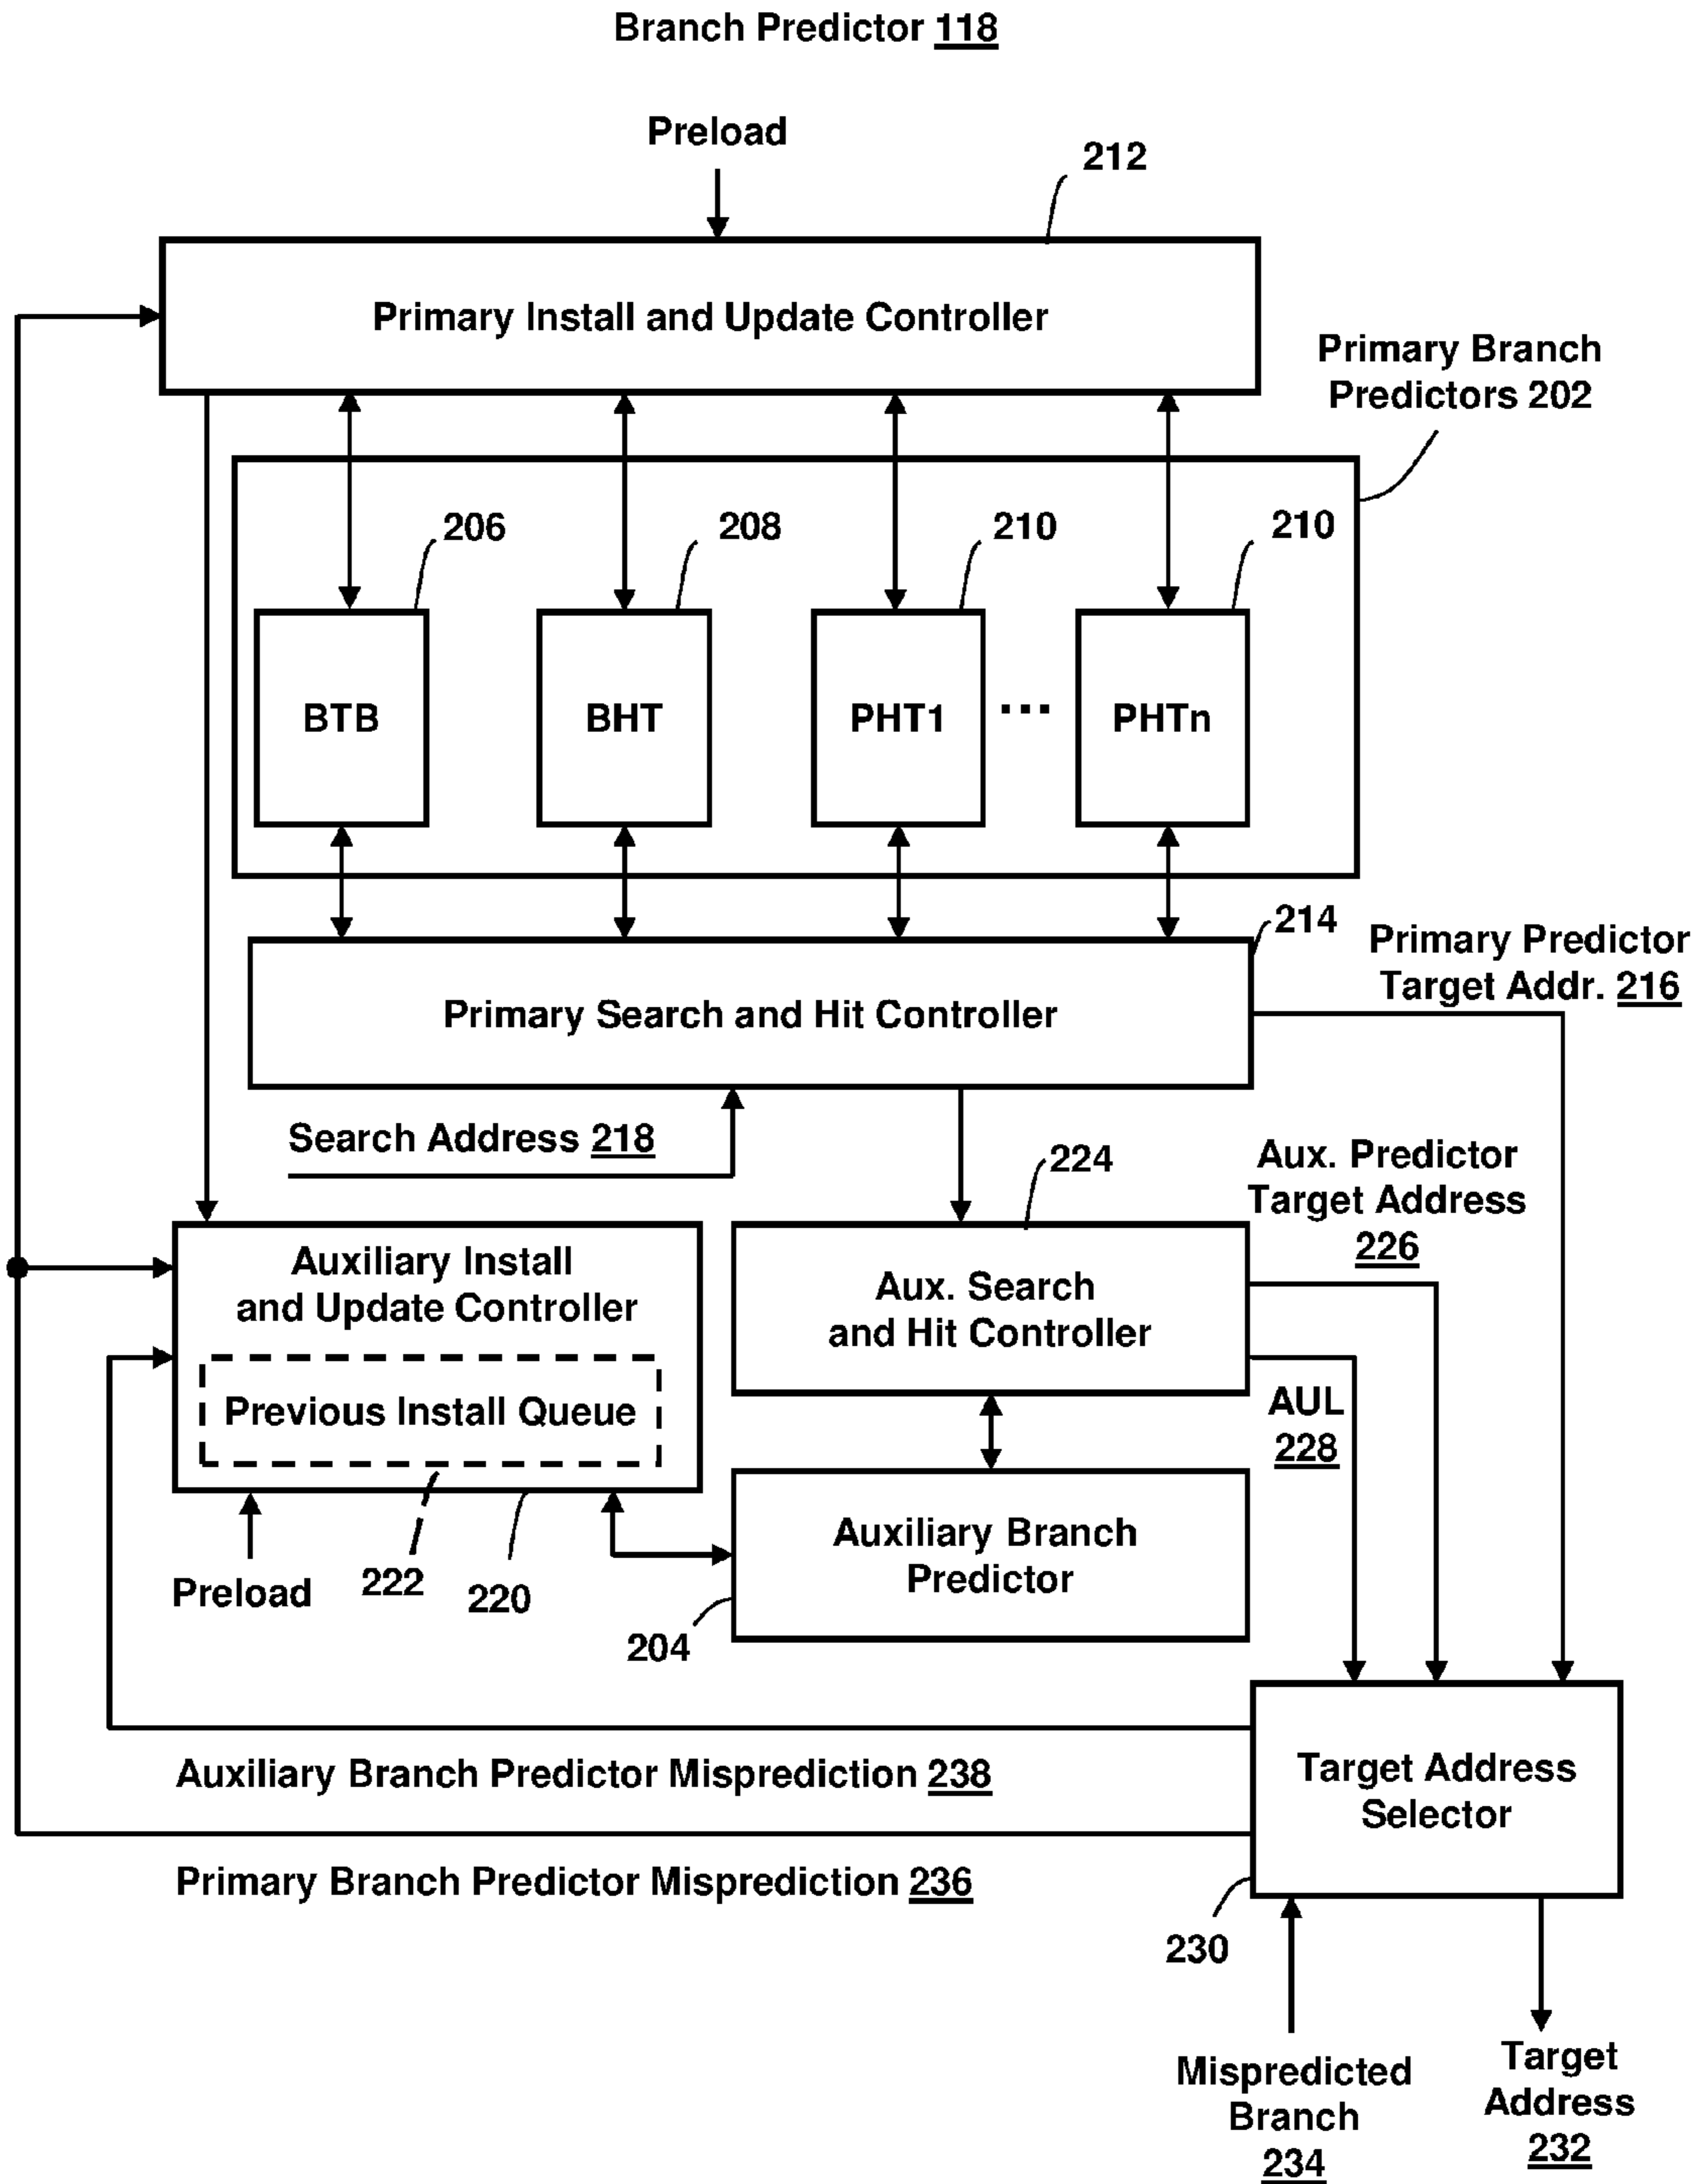 Branch Predictor 118
Preload
212
Primary Install and Update Controller
Primary Branch
Predictors 202
206
208
210
210
BTB
BHT
PHT1
...
PHTn
214
Primary Predictor
Target Addr. 216
Primary Search and Hit Controller
Search Address 218
224
Aux. Predictor
Target Address
226
Auxiliary Install
and Update Controller
Previous Install Queue
Aux. Search
and Hit Controller
AUL
228
Preload
222
220
Auxiliary Branch
Predictor
204
Auxiliary Branch Predictor Misprediction 238
Primary Branch Predictor Misprediction 236
Target Address
Selector
230
Mispredicted
Branch
234
Target
Address
232